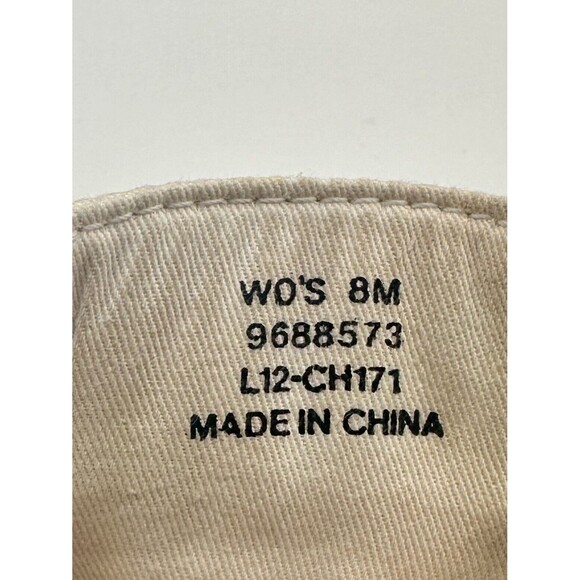 WO'S 8M
9688573
L12-CH171
MADE IN CHINA